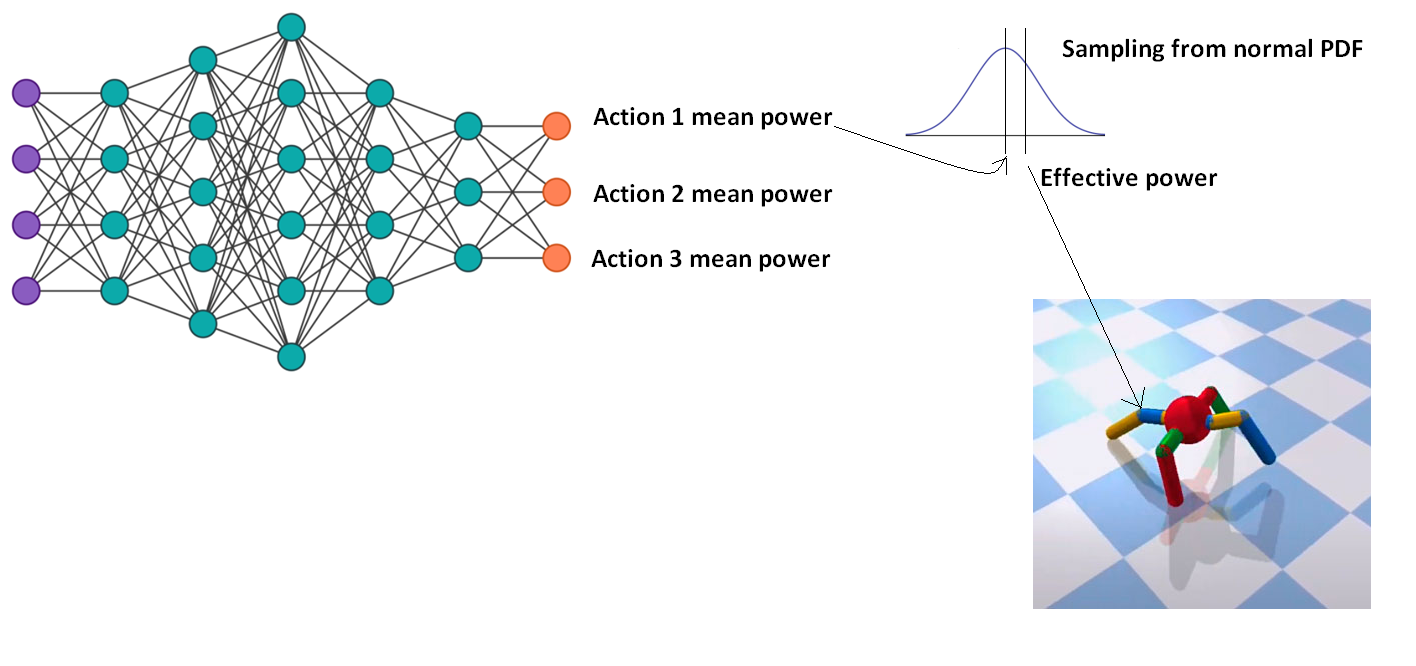 Sampling from normal PDF
Action 1 mean power
Effective power
Action 2 mean power
Action 3 mean power